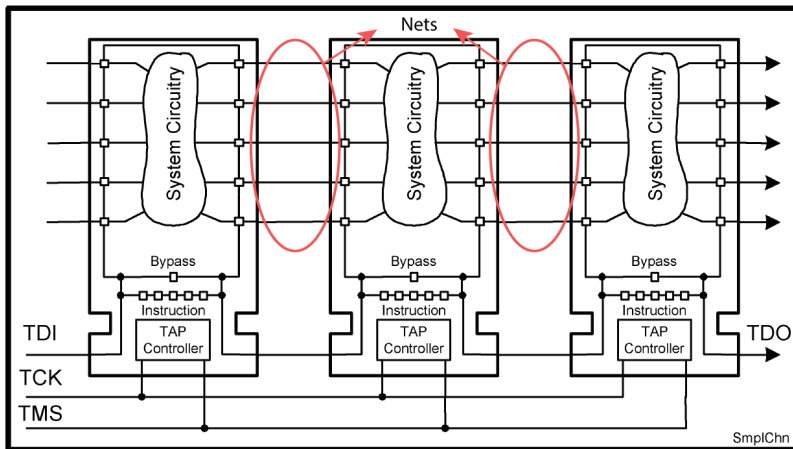 Nets
System Circuitry
System Circuitry
System Circuitry
Bypass
Bypass
Bypass
Instruction
Instruction
Instruction
TDI
TAP
Controller
TAP
Controller
TAP
Controller
TDO
TCK
TMS
SmplChn